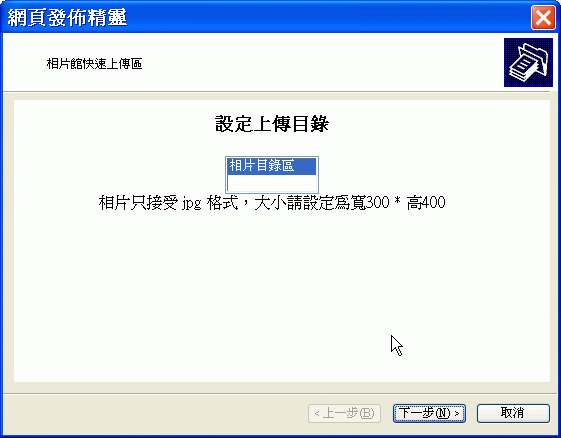 網頁發佈精靈
相片館快速上傳區
設定上傳目錄
相片目錄區
相片只接受 jpg 格式，大小請設定為寬300 * 高400
< 上一步(B)
下一步(N) >
取消